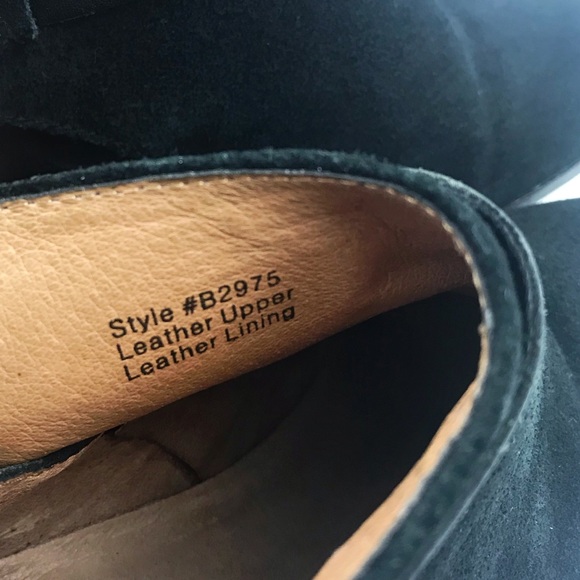 Style #B2975
Leather Upper
Leather Lining